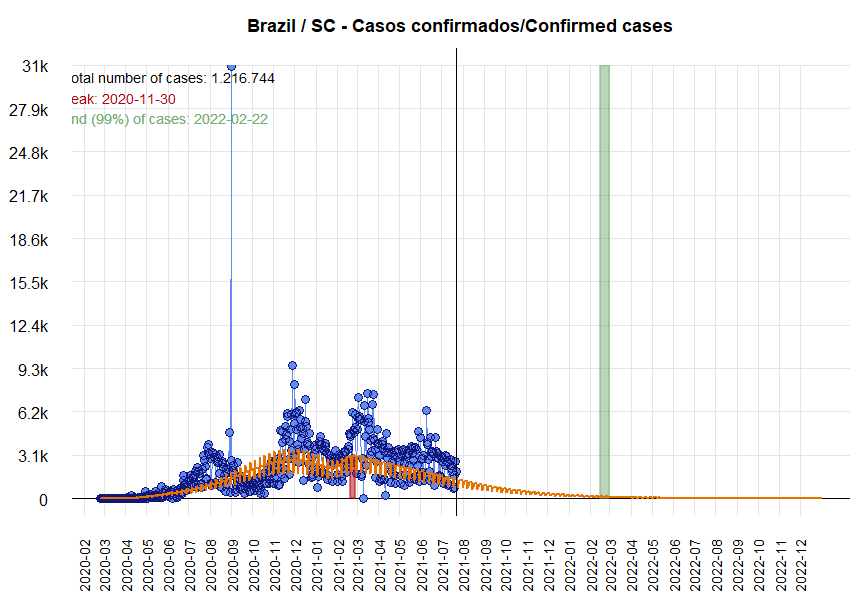 Brazil / SC - Casos confirmados/Confirmed cases
31k
otal number of cases: 1.216.744
eak: 2020-11-30
27.9k
nd (99%) of cases: 2022-02-22
24.8k
21.7k
18.6k
15.5k
12.4k
9.3k
6.2k
3.1k
0
2020-02
2020-03
2020-04
2020-05
2020-06
2020-07
2020-08
2020-09
2020-10
2020-11
2020-12
2021-01
2021-02
2021-03
2021-04
2021-05
2021-06
2021-07
2021-08
2021-09
2021-10
2021-11
2021-12
2022-01
2022-02
2022-03
2022-04
2022-05
2022-06
2022-07
2022-08
2022-09
2022-10
2022-11
2022-12